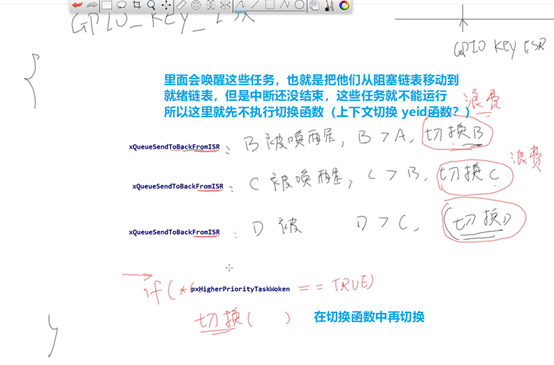 GPIO_KEY_ISR
GPIO KEY ISR
{
里面会唤醒这些任务，也就是把他们从阻塞链表移动到
就绪链表，但是中断还没结束，这些任务就不能运行
所以这里就先不执行切换函数（上下文切换 yeid函数？）
浪费
xQueueSendToBackFromISR: B被唤醒, B>A, 切换B
浪费
xQueueSendToBackFromISR: C被唤醒, C>B, 切换C
xQueueSendToBackFromISR: D被 D>C, (切换D
if(*pxHigherPriorityTaskWoken == TRUE)
切换( ) 在切换函数中再切换
}